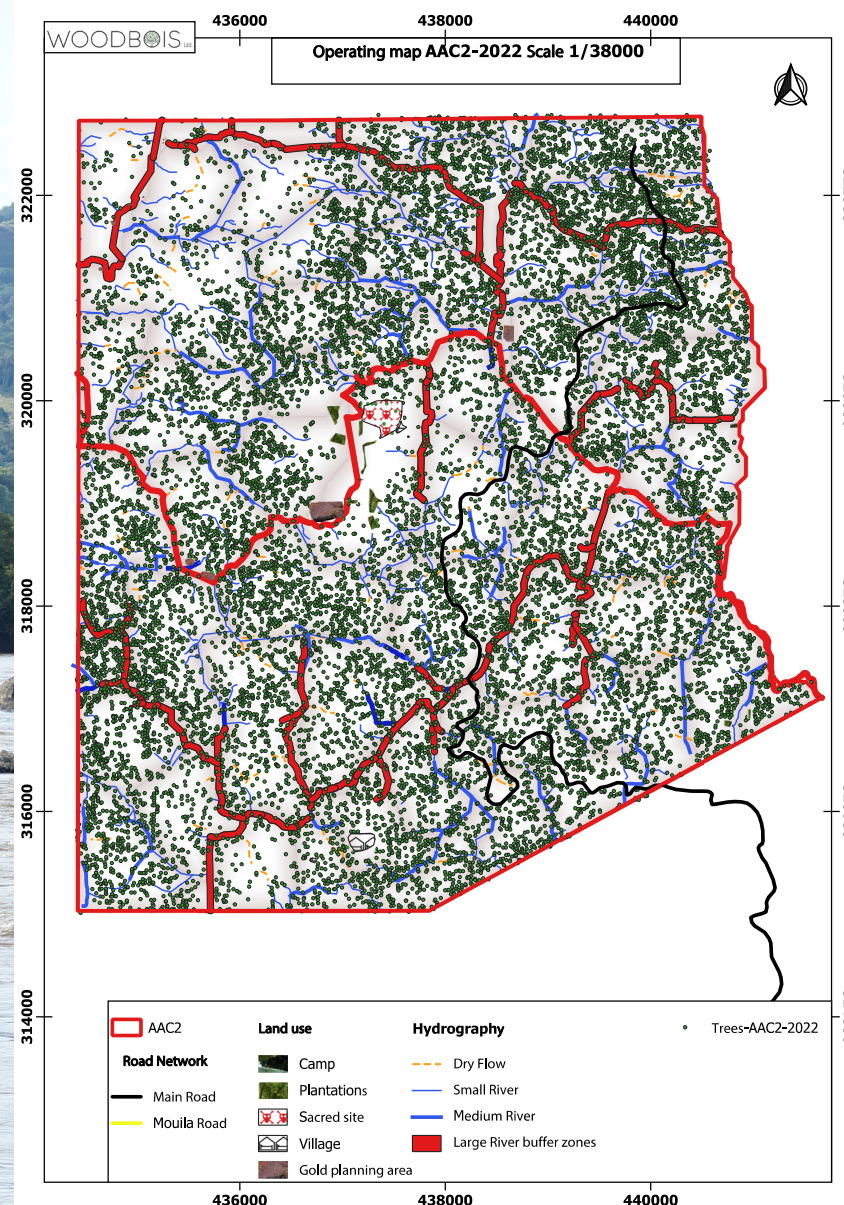 436000 438000 440000
WOODBOIS Ltd.
Operating map AAC2-2022 Scale 1/38000
322000
320000
318000
316000
314000
AAC2
Road Network
Main Road
Mouila Road
Land use
Camp
Plantations
Sacred site
Village
Gold planning area
Hydrography
Dry Flow
Small River
Medium River
Large River buffer zones
Trees-AAC2-2022
436000 438000 440000